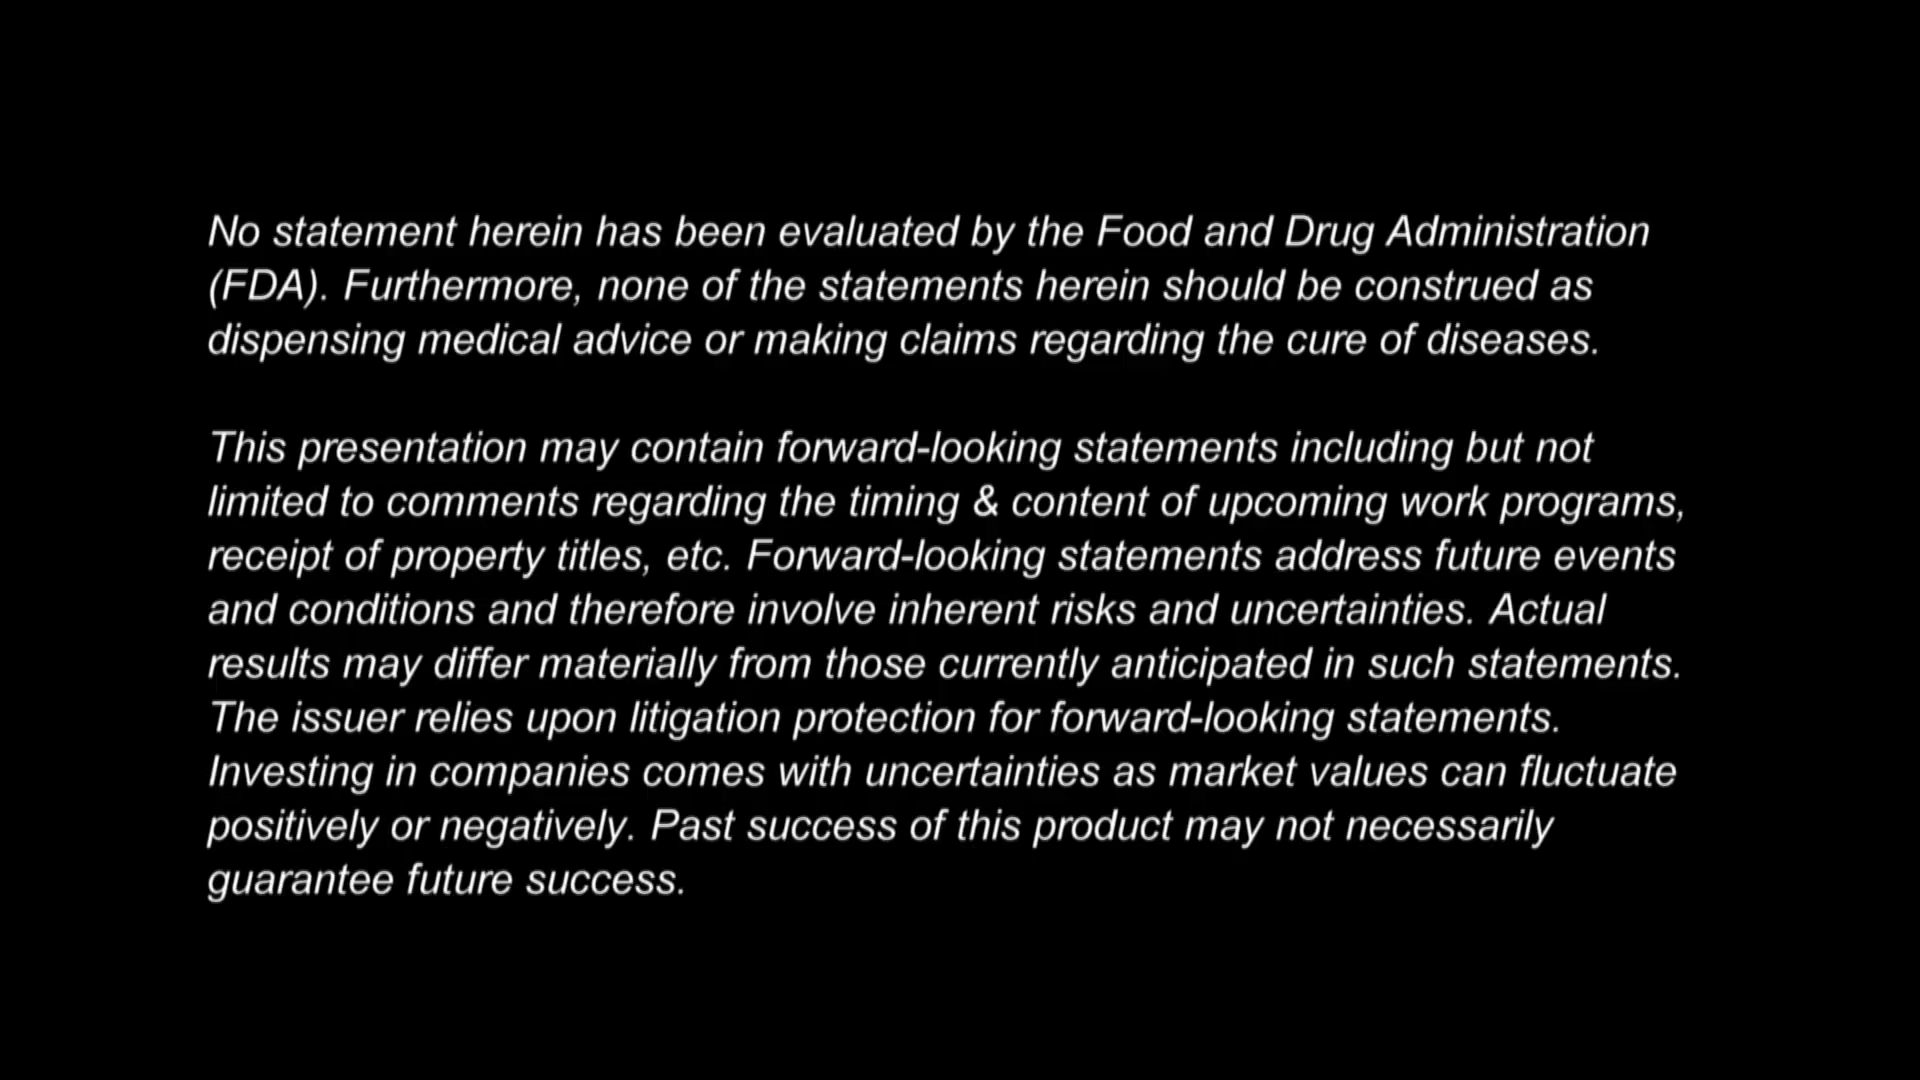 No statement herein has been evaluated by the Food and Drug Administration
(FDA). Furthermore, none of the statements herein should be construed as
dispensing medical advice or making claims regarding the cure of diseases.
This presentation may contain forward-looking statements including but not
limited to comments regarding the timing & content of upcoming work programs,
receipt of property titles, etc. Forward-looking statements address future events
and conditions and therefore involve inherent risks and uncertainties. Actual
results may differ materially from those currently anticipated in such statements.
The issuer relies upon litigation protection for forward-looking statements.
Investing in companies comes with uncertainties as market values can fluctuate
positively or negatively. Past success of this product may not necessarily
guarantee future success.